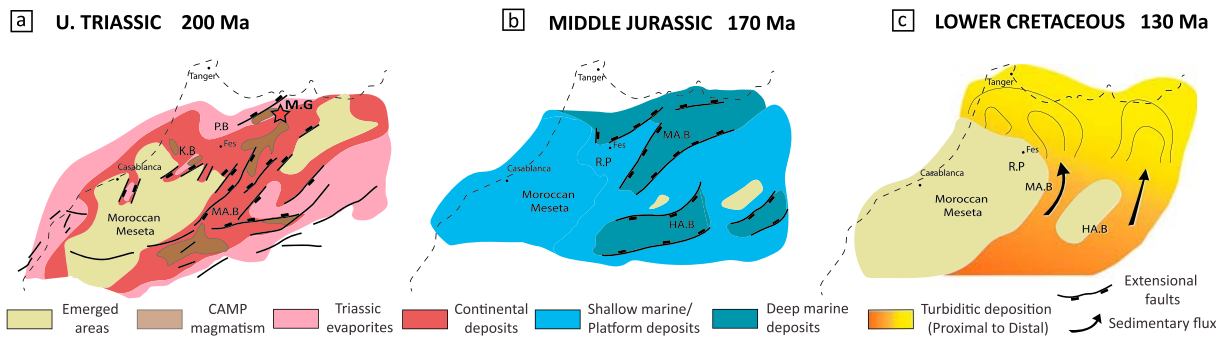 a U. TRIASSIC 200 Ma
Tanger
M.G
P.B
K.B
Fes
Casablanca
Moroccan
Meseta
MA.B
b MIDDLE JURASSIC 170 Ma
Tanger
MA.B
Fes
R.P
Casablanca
Moroccan
Meseta
HA.B
c LOWER CRETACEOUS 130 Ma
Tanger
Fes
R.P
Casablanca
MA.B
Moroccan
Meseta
HA.B
Emerged
areas
CAMP
magmatism
Triassic
evaporites
Continental
deposits
Shallow marine/
Platform deposits
Deep marine
deposits
Turbiditic deposition
(Proximal to Distal)
Extensional
faults
Sedimentary flux